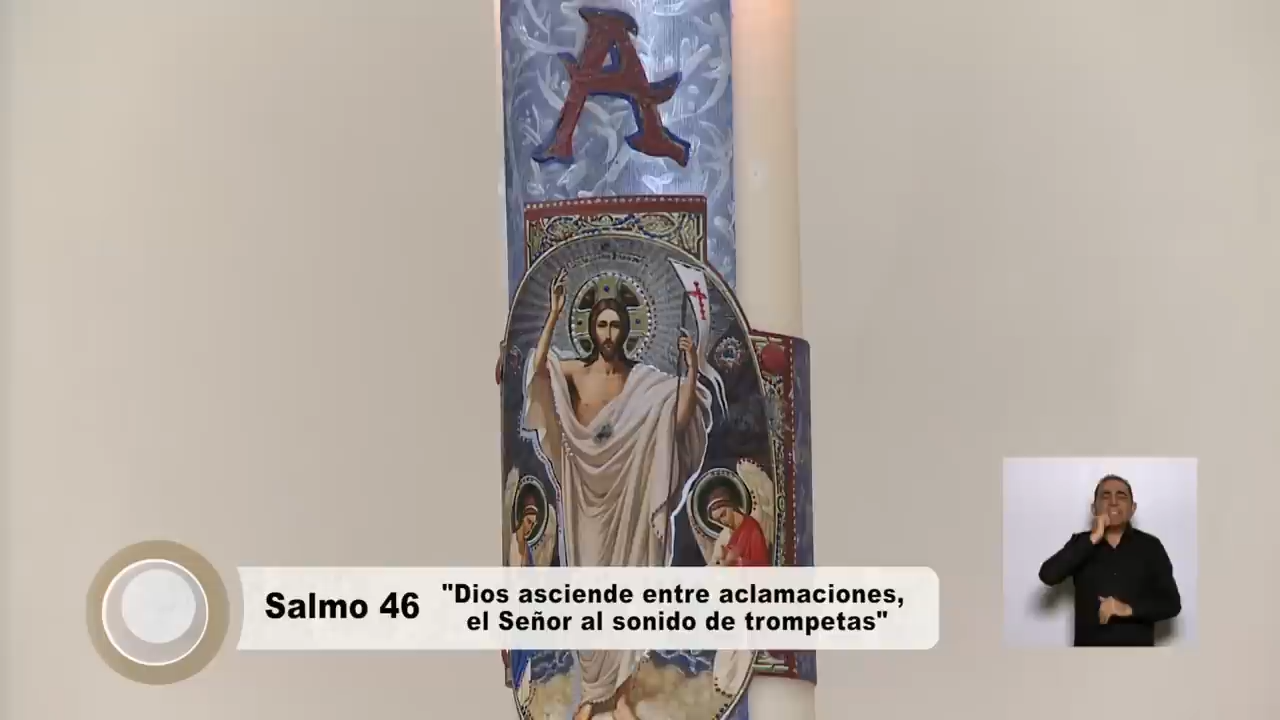 A
Salmo 46
"Dios asciende entre aclamaciones,
el Señor al sonido de trompetas"